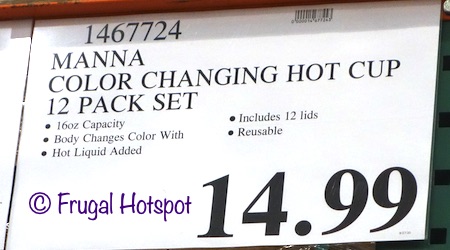 1467724
MANNA
COLOR CHANGING HOT CUP
12 PACK SET
• 16oz Capacity
• Body Changes Color With
• Hot Liquid Added
• Includes 12 lids
• Reusable
14.99
© Frugal Hotspot